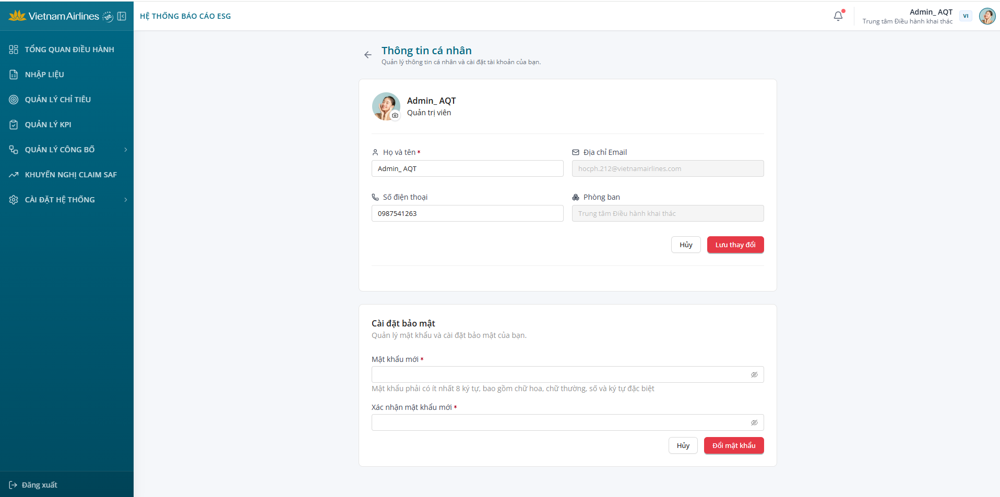 Vietnam Airlines
HỆ THỐNG BÁO CÁO ESG
Admin_ AQT
Trung tâm Điều hành khai thác
VI
TỔNG QUAN ĐIỀU HÀNH
NHẬP LIỆU
QUẢN LÝ CHỈ TIÊU
QUẢN LÝ KPI
QUẢN LÝ CÔNG BỐ
KHUYẾN NGHỊ CLAIM SAF
CÀI ĐẶT HỆ THỐNG
Đăng xuất
Thông tin cá nhân
Quản lý thông tin cá nhân và cài đặt tài khoản của bạn.
Admin_ AQT
Quản trị viên
Họ và tên *
Admin_ AQT
Địa chỉ Email
hocph.212@vietnamairlines.com
Số điện thoại
0987541263
Phòng ban
Trung tâm Điều hành khai thác
Hủy
Lưu thay đổi
Cài đặt bảo mật
Quản lý mật khẩu và cài đặt bảo mật của bạn.
Mật khẩu mới *
Mật khẩu phải có ít nhất 8 ký tự, bao gồm chữ hoa, chữ thường, số và ký tự đặc biệt
Xác nhận mật khẩu mới *
Hủy
Đổi mật khẩu